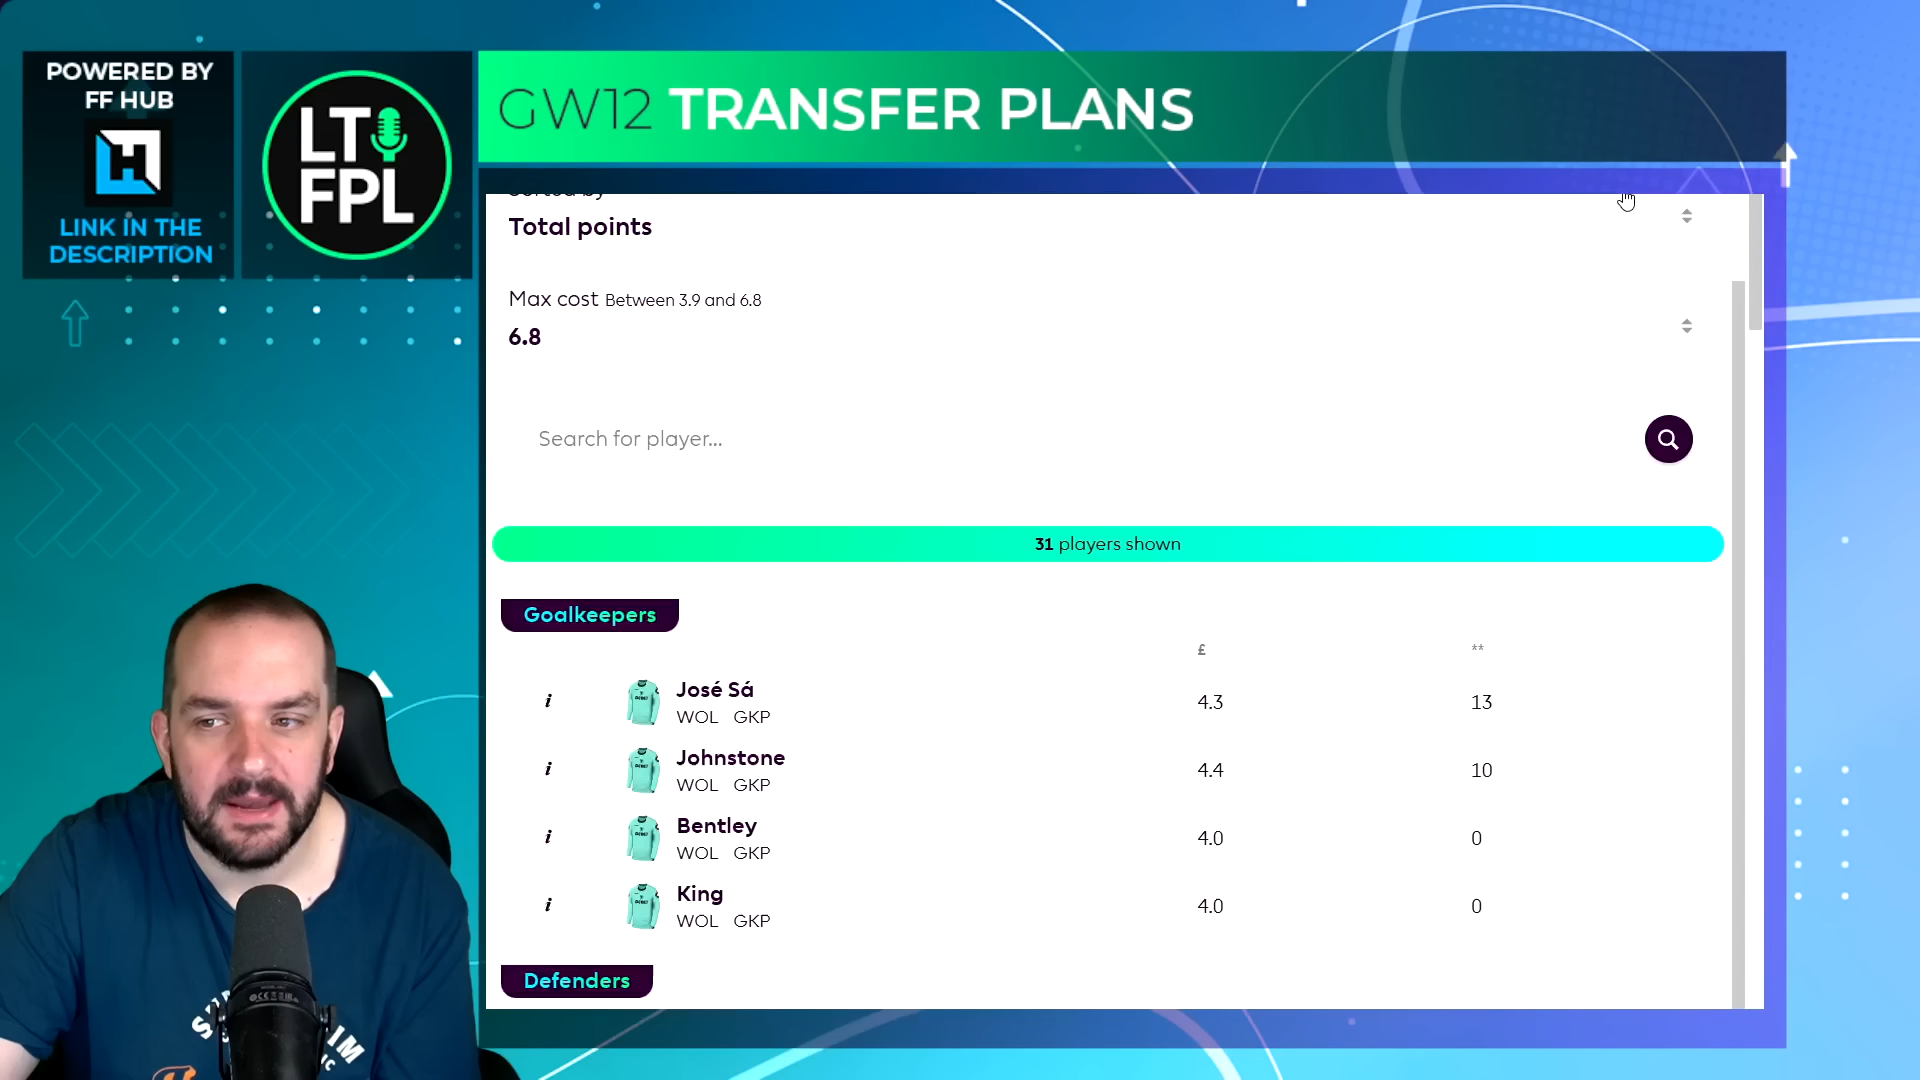 POWERED BY
FF HUB
LINK IN THE
DESCRIPTION
LT
FPL
GW12 TRANSFER PLANS
Sorted by
Total points
Max cost Between 3.9 and 6.8
6.8
Search for player...
31 players shown
Goalkeepers
£ **
i José Sá 4.3 13
WOL GKP
i Johnstone 4.4 10
WOL GKP
i Bentley 4.0 0
WOL GKP
i King 4.0 0
WOL GKP
Defenders